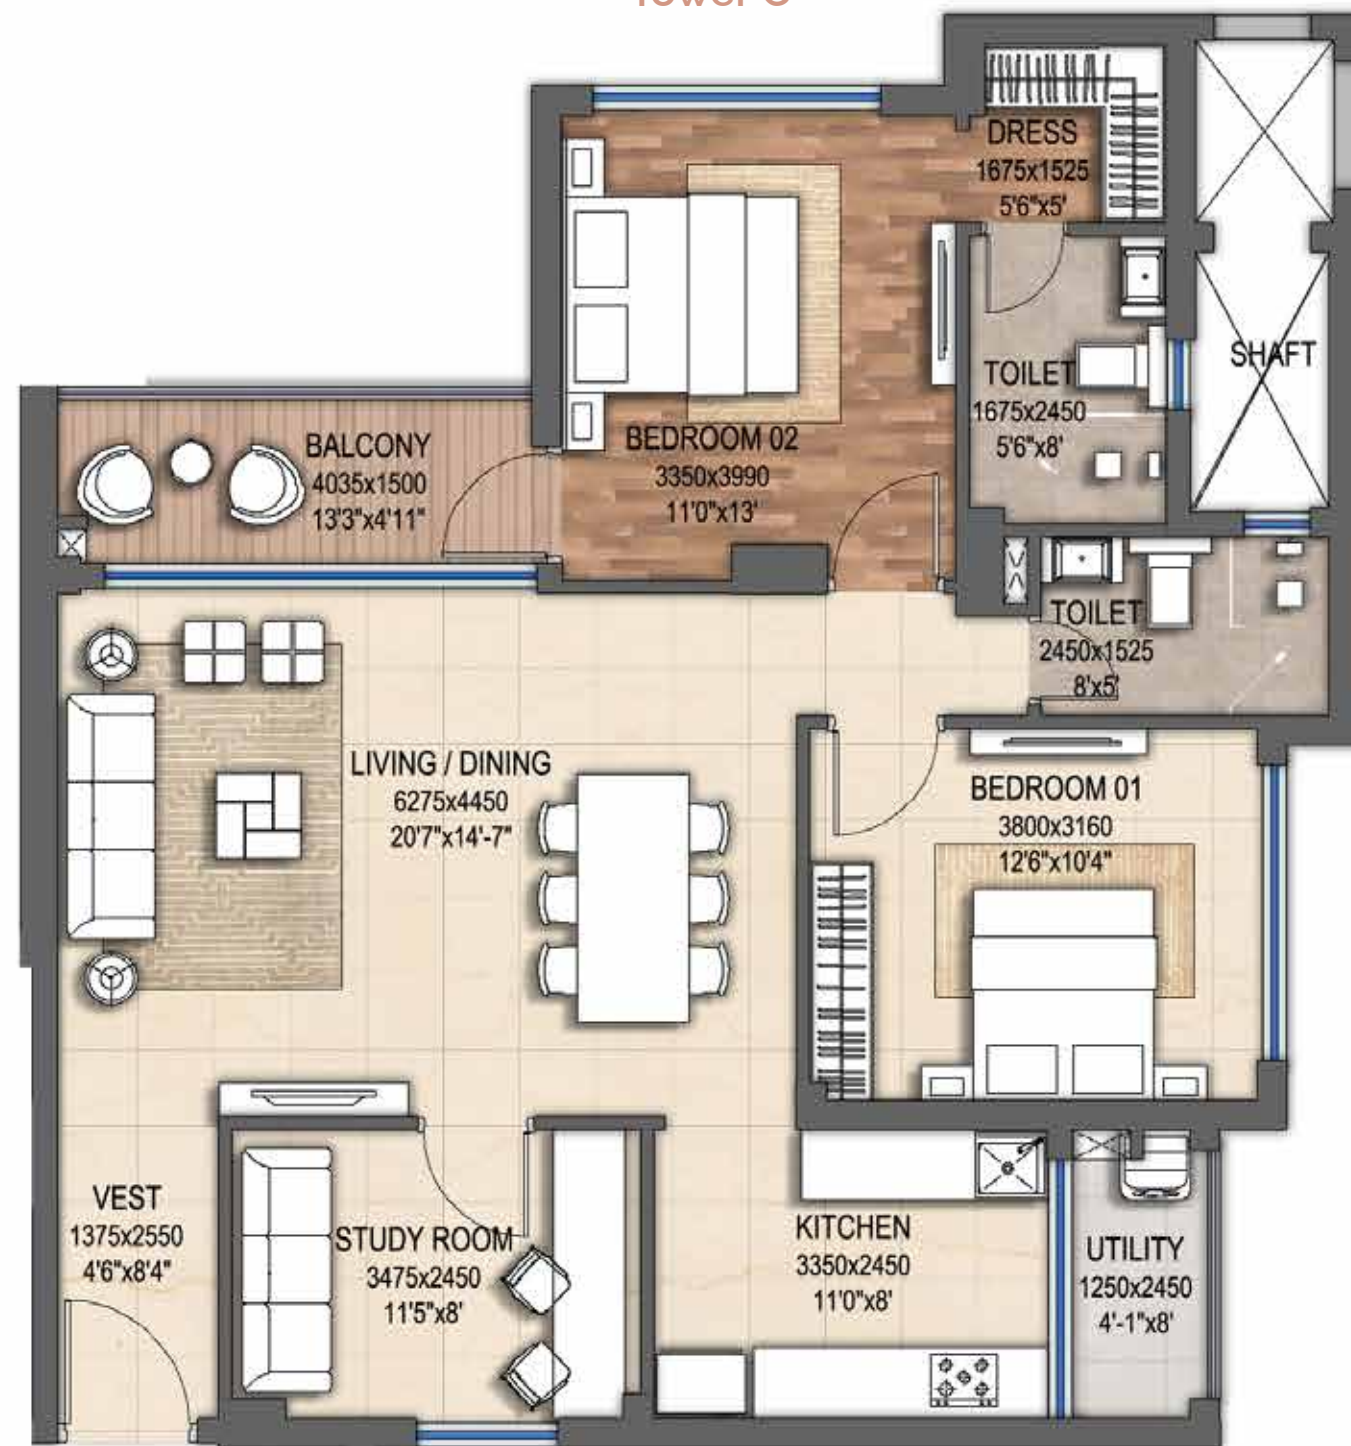 Tower C
DRESS
1675x1525
5'6"x5'
TOILET
1675x2450
5'6"x8'
SHAFT
BALCONY
4035x1500
13'3"x4'11"
BEDROOM 02
3350x3990
11'0"x13'
TOILET
2450x1525
8'x5'
LIVING / DINING
6275x4450
20'7"x14'-7"
BEDROOM 01
3800x3160
12'6"x10'4"
VEST
1375x2550
4'6"x8'4"
STUDY ROOM
3475x2450
11'5"x8'
KITCHEN
3350x2450
11'0"x8'
UTILITY
1250x2450
4'-1"x8'